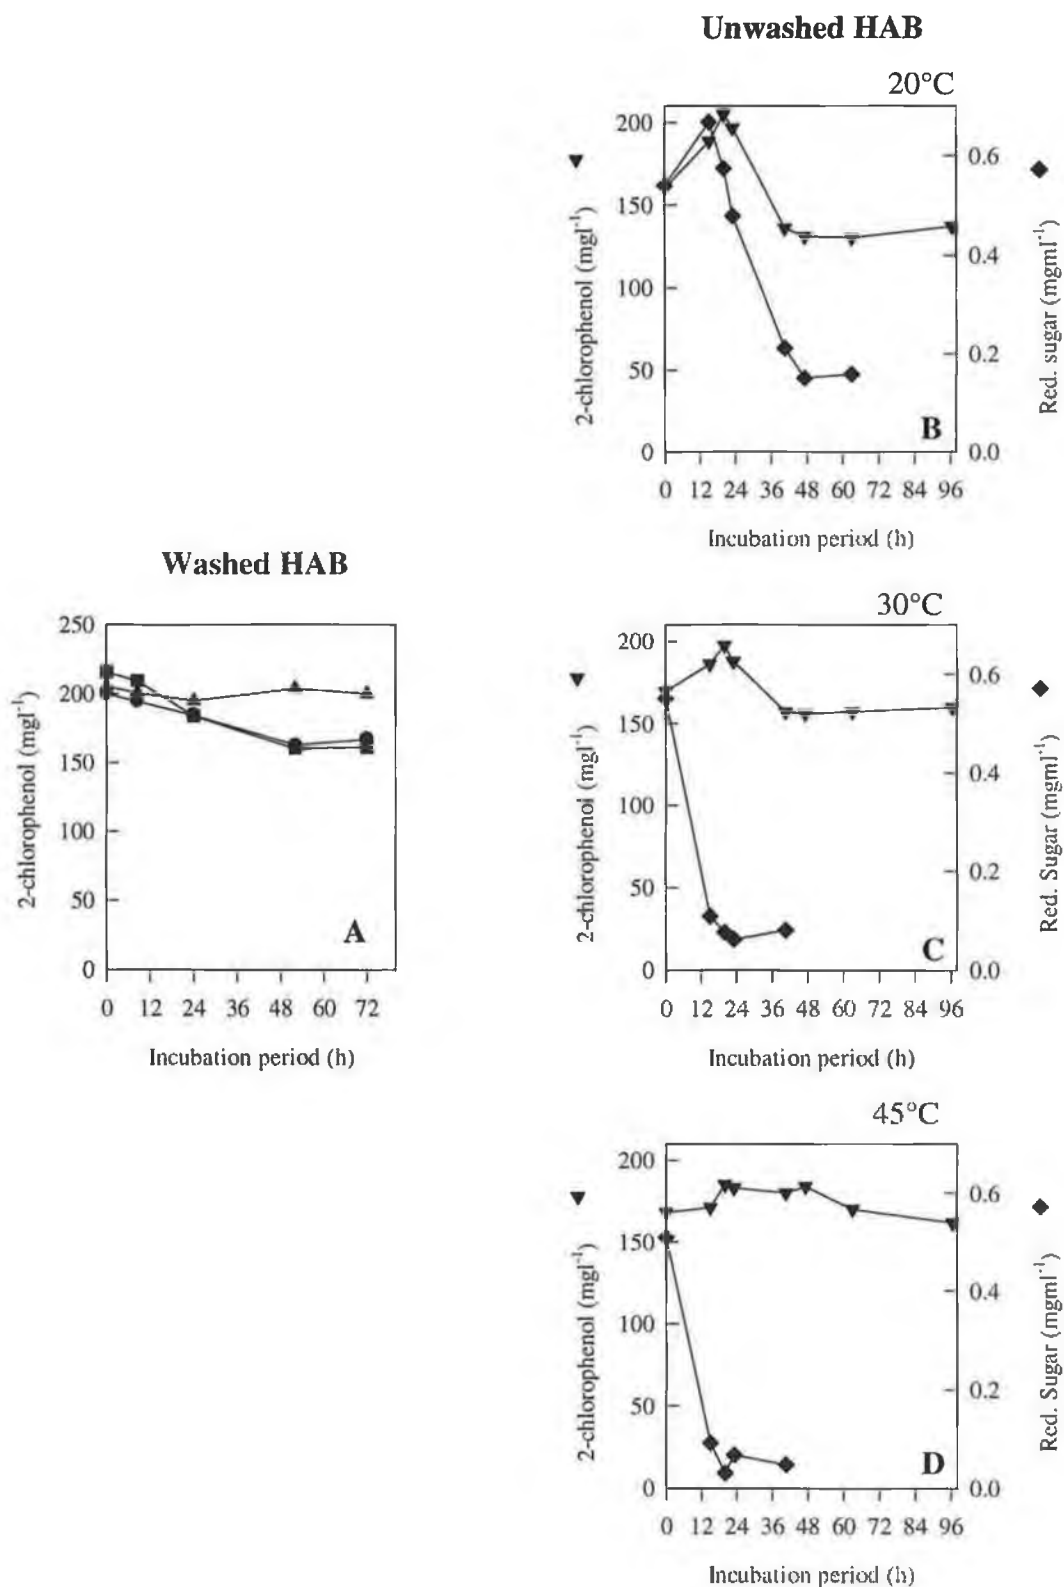 Unwashed HAB
20°C
200
150
100
50
0
0.6
0.4
0.2
0.0
2-chlorophenol (mgl⁻¹)
Red. sugar (mgml⁻¹)
B
0 12 24 36 48 60 72 84 96
Incubation period (h)
Washed HAB
250
200
150
100
50
0
2-chlorophenol (mgl⁻¹)
A
0 12 24 36 48 60 72
Incubation period (h)
30°C
200
150
100
50
0
0.6
0.4
0.2
0.0
2-chlorophenol (mgl⁻¹)
Red. Sugar (mgml⁻¹)
C
0 12 24 36 48 60 72 84 96
Incubation period (h)
45°C
200
150
100
50
0
0.6
0.4
0.2
0.0
2-chlorophenol (mgl⁻¹)
Red. Sugar (mgml⁻¹)
D
0 12 24 36 48 60 72 84 96
Incubation period (h)